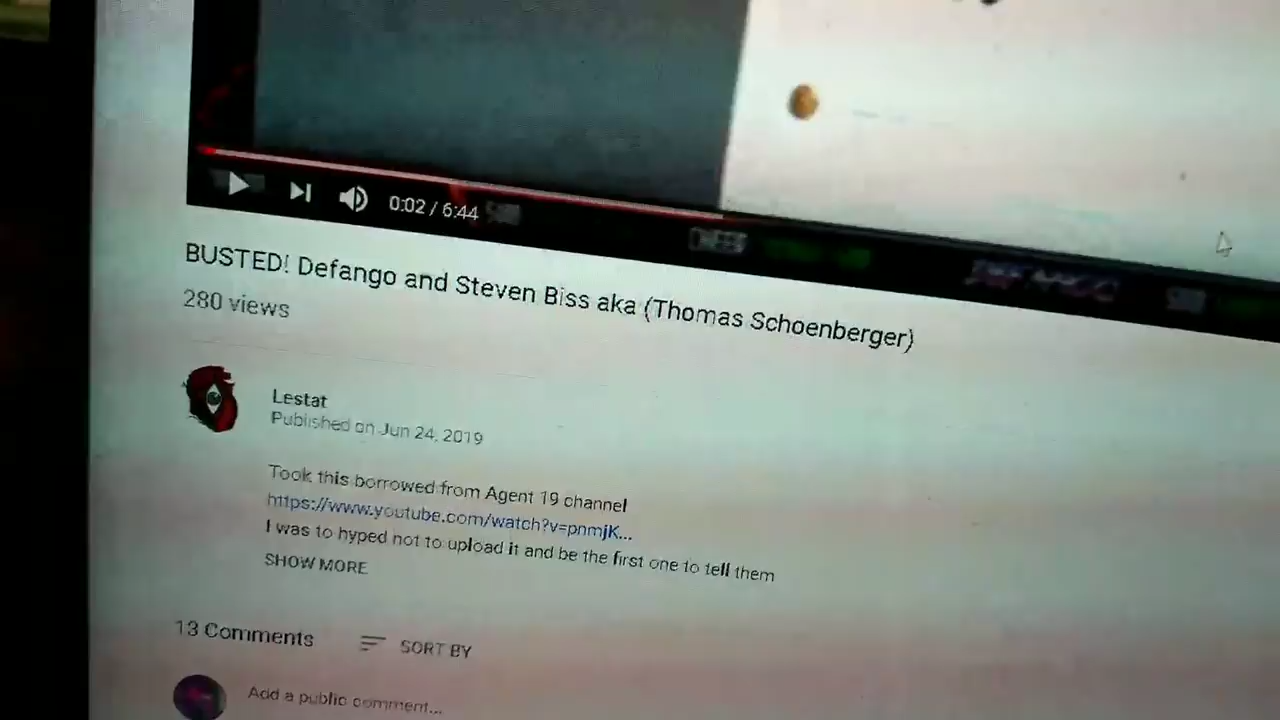 0:02 / 6:44
BUSTED! Defango and Steven Biss aka (Thomas Schoenberger)
280 views
Lestat
Published on Jun 24, 2019
Took this borrowed from Agent 19 channel
https://www.youtube.com/watch?v=pnmjK...
I was to hyped not to upload it and be the first one to tell them
SHOW MORE
13 Comments
SORT BY
Add a public comment...